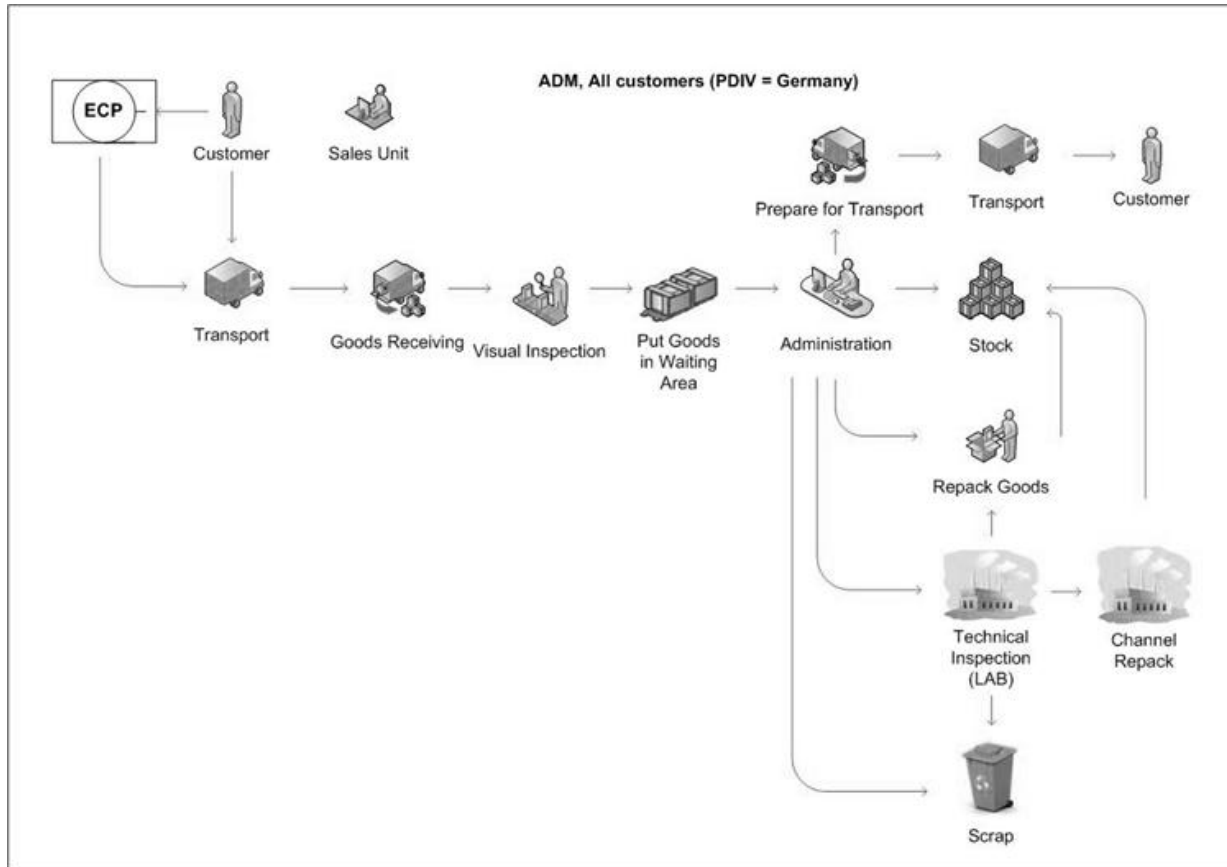 ADM, All customers (PDIV = Germany)
ECP
Customer
Sales Unit
Prepare for Transport
Transport
Customer
Transport
Goods Receiving
Visual Inspection
Put Goods
in Waiting
Area
Administration
Stock
Repack Goods
Technical
Inspection
(LAB)
Channel
Repack
Scrap